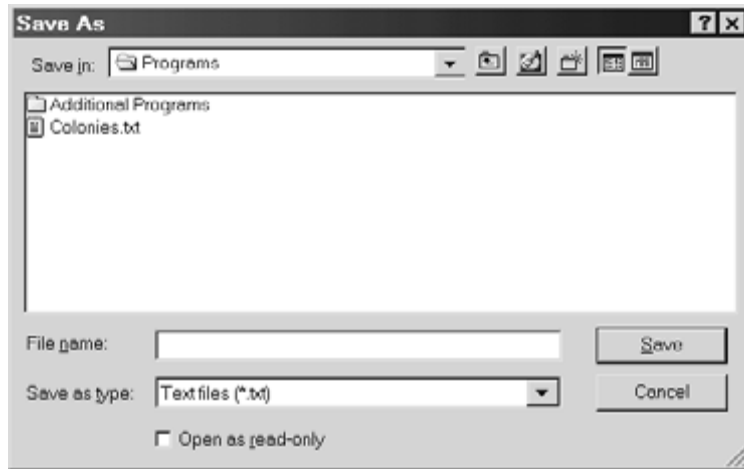 Save As
Save in: Programs
Additional Programs
Colonies.txt
File name:
Save
Save as type: Text files (*.txt)
Cancel
Open as read-only